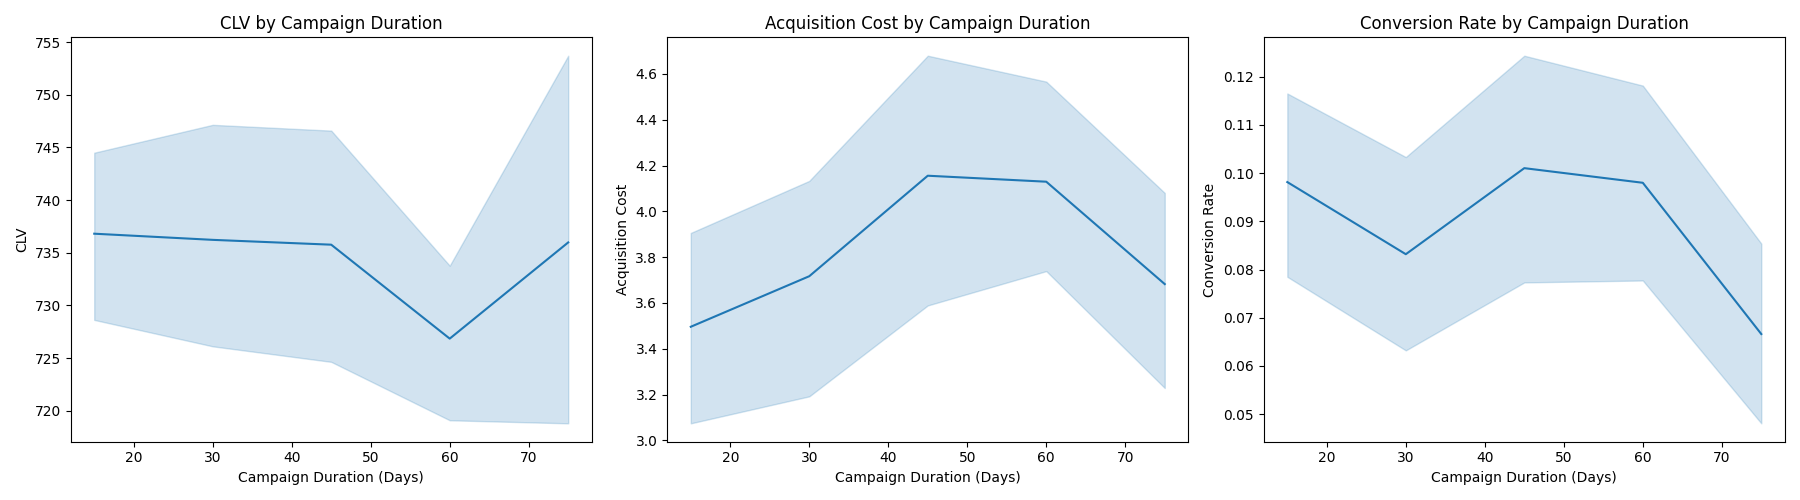 CLV by Campaign Duration
755
750
745
740
735
730
725
720
CLV
20 30 40 50 60 70
Campaign Duration (Days)
Acquisition Cost by Campaign Duration
4.6
4.4
4.2
4.0
3.8
3.6
3.4
3.2
3.0
Acquisition Cost
20 30 40 50 60 70
Campaign Duration (Days)
Conversion Rate by Campaign Duration
0.12
0.11
0.10
0.09
0.08
0.07
0.06
0.05
Conversion Rate
20 30 40 50 60 70
Campaign Duration (Days)